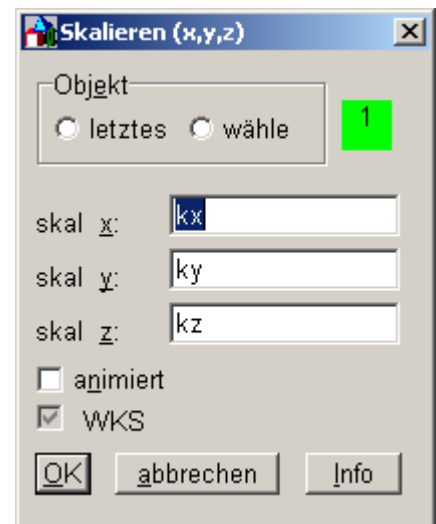 Skalieren (x,y,z)
Objekt
letztes wähle 1
skal x: kx
skal y: ky
skal z: kz
animiert
WKS
OK abbrechen Info